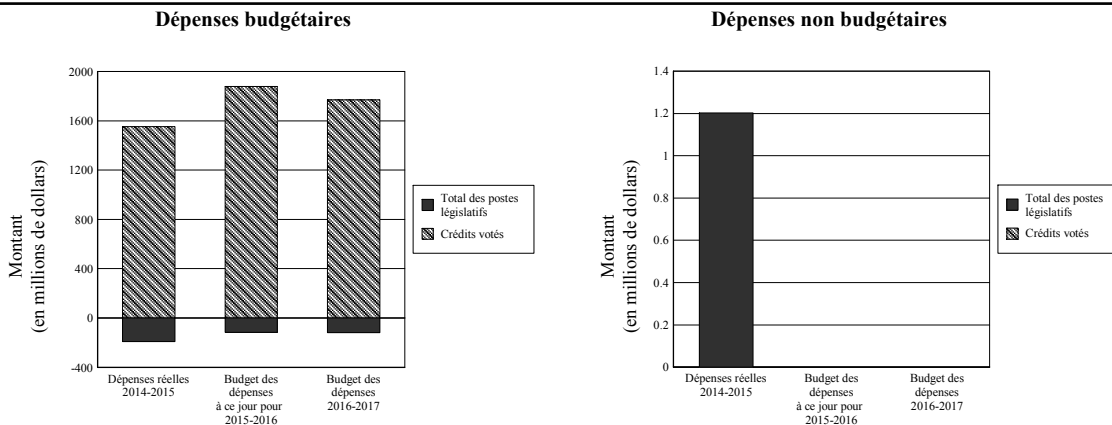 Dépenses budgétaires
Montant
(en millions de dollars)
2000
1600
1200
800
400
0
-400
Dépenses réelles
2014-2015
Budget des
dépenses
à ce jour pour
2015-2016
Budget des
dépenses
2016-2017
Total des postes
législatifs
Crédits votés
Dépenses non budgétaires
Montant
(en millions de dollars)
1.4
1.2
1
0.8
0.6
0.4
0.2
0
Dépenses réelles
2014-2015
Budget des
dépenses
à ce jour pour
2015-2016
Budget des
dépenses
2016-2017
Total des postes
législatifs
Crédits votés